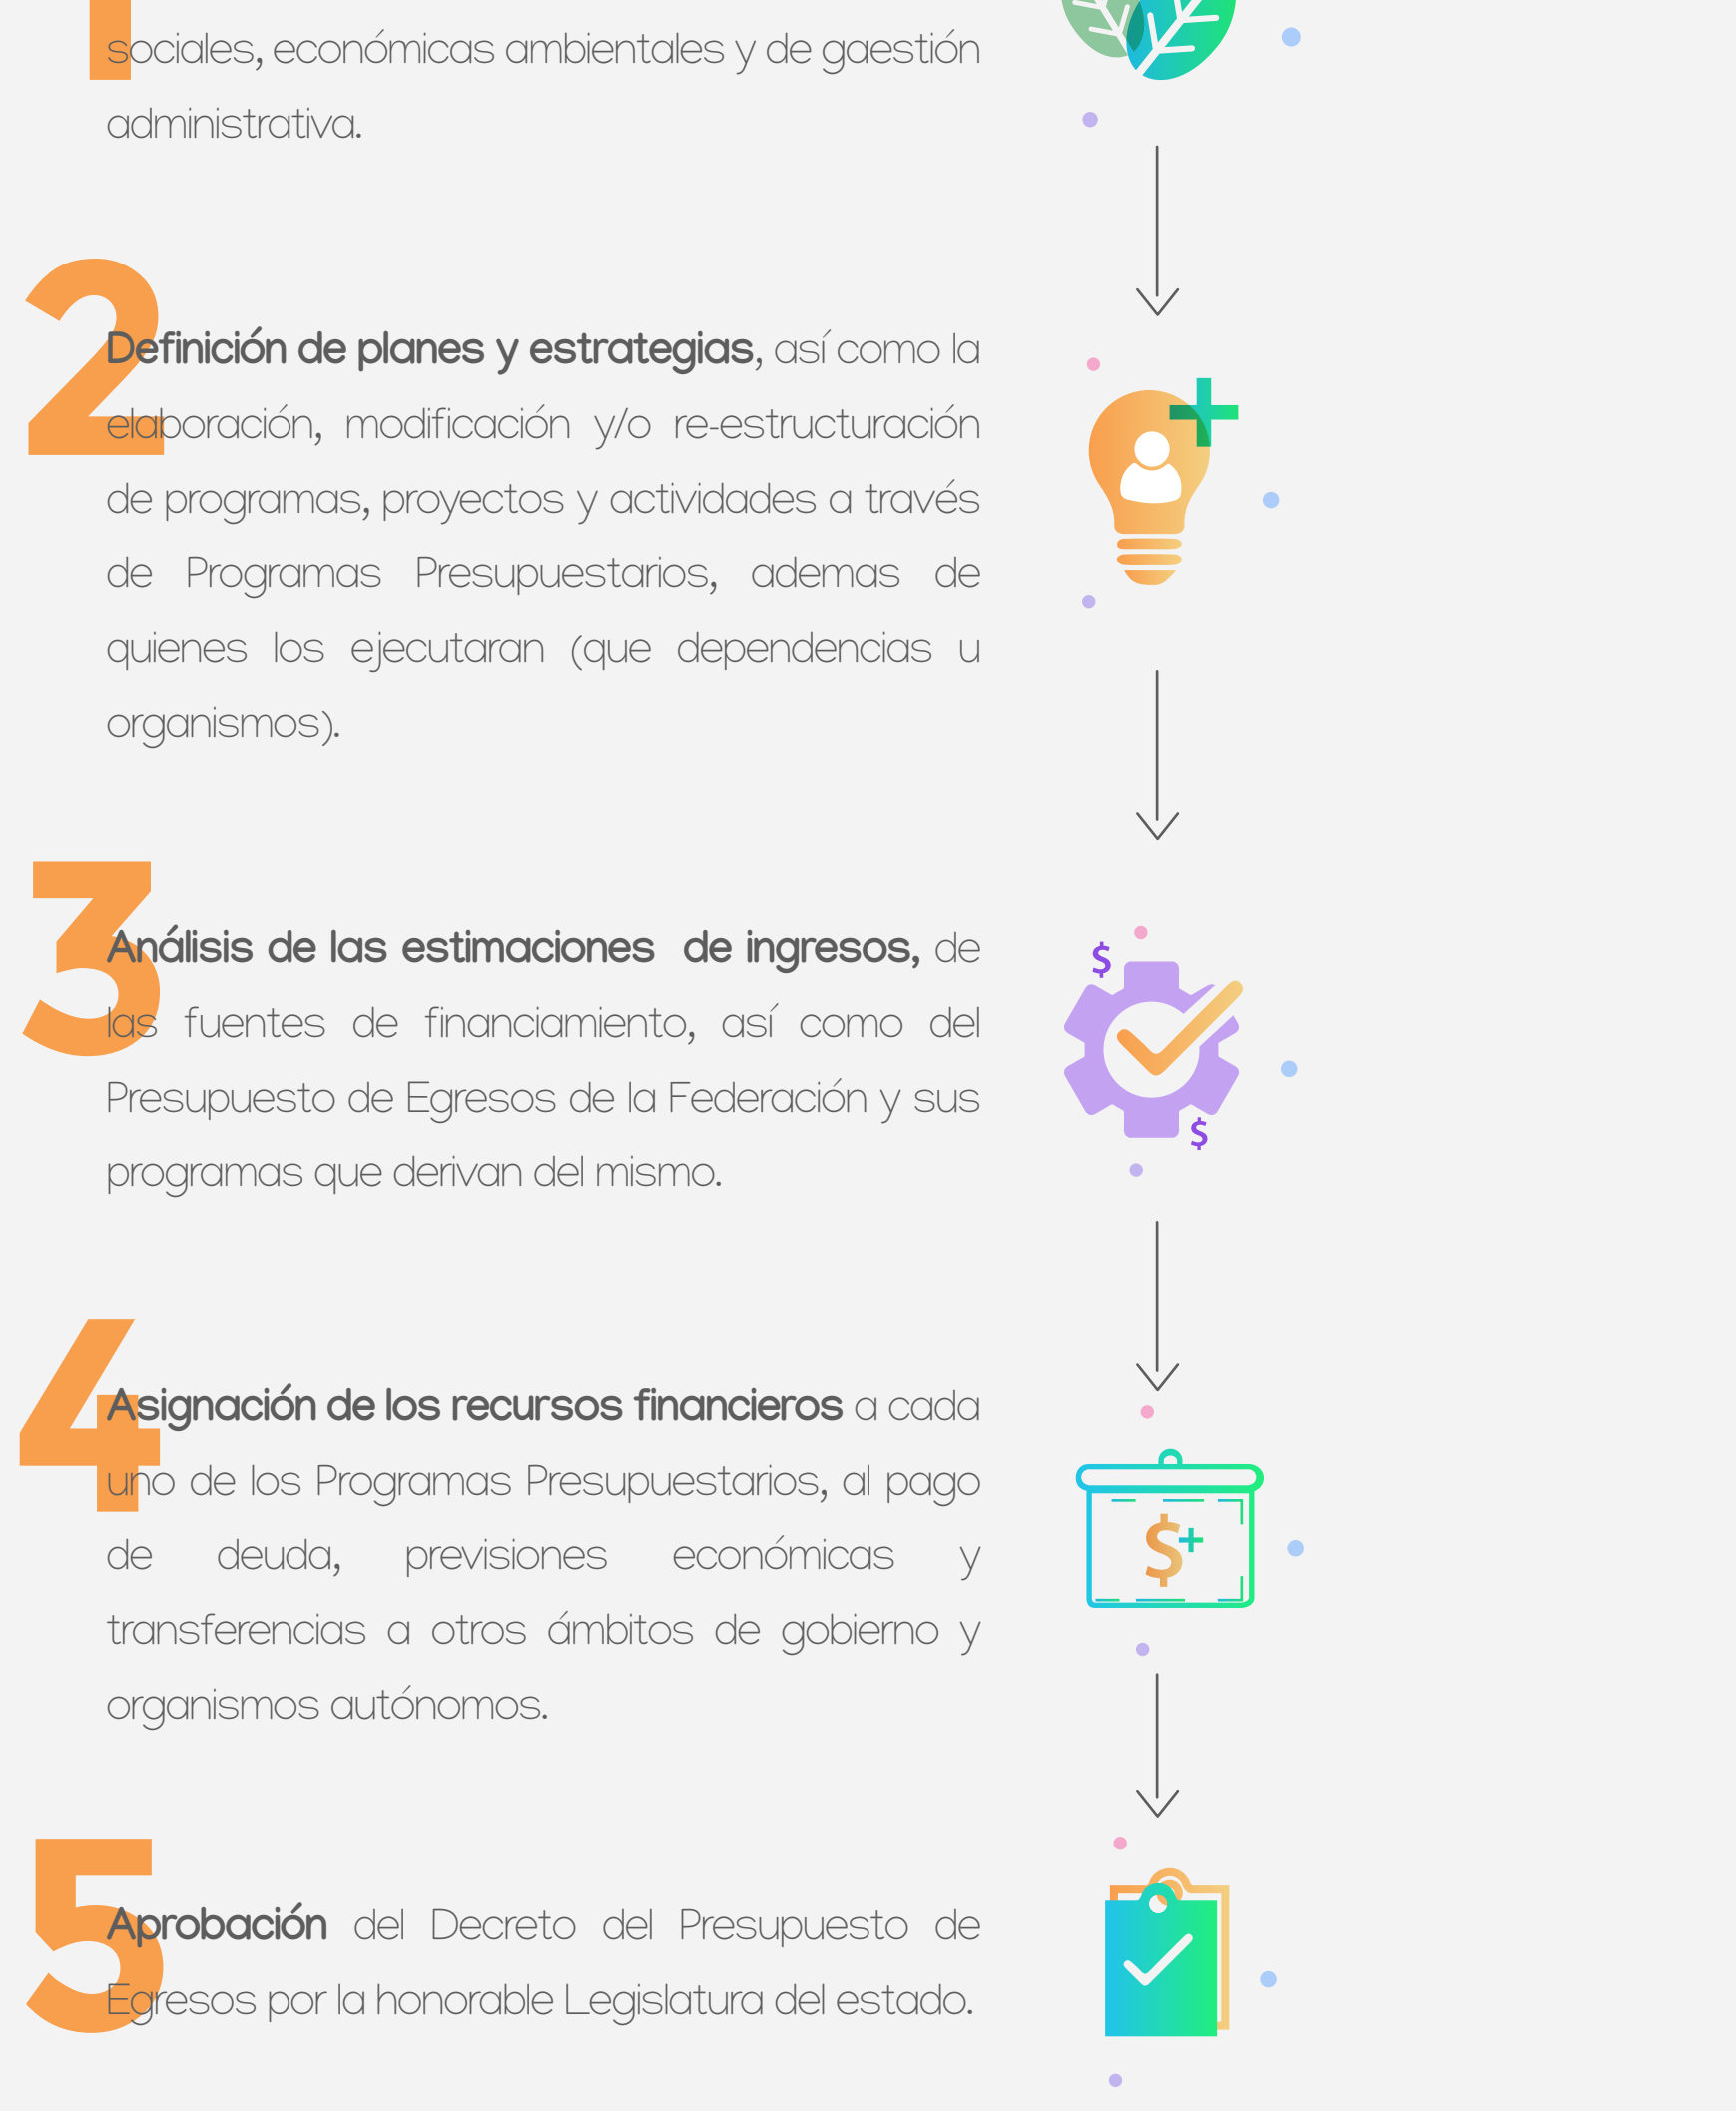 1
sociales, económicas ambientales y de gaestión
administrativa.
2
Definición de planes y estrategias, así como la
elaboración, modificación y/o re-estructuración
de programas, proyectos y actividades a través
de Programas Presupuestarios, ademas de
quienes los ejecutaran (que dependencias u
organismos).
3
Análisis de las estimaciones de ingresos, de
las fuentes de financiamiento, así como del
Presupuesto de Egresos de la Federación y sus
programas que derivan del mismo.
$
$
4
Asignación de los recursos financieros a cada
uno de los Programas Presupuestarios, al pago
de deuda, previsiones económicas y
transferencias a otros ámbitos de gobierno y
organismos autónomos.
$+
5
Aprobación del Decreto del Presupuesto de
Egresos por la honorable Legislatura del estado.